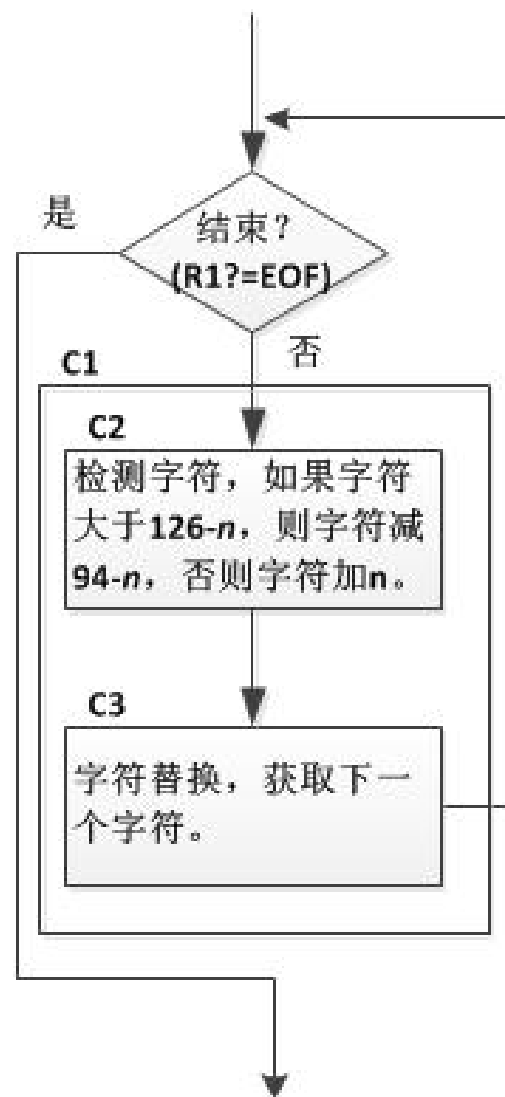 是
结束?
(R1?=EOF)
否
C1
C2
检测字符，如果字符
大于126-n，则字符减
94-n，否则字符加n。
C3
字符替换，获取下一
个字符。